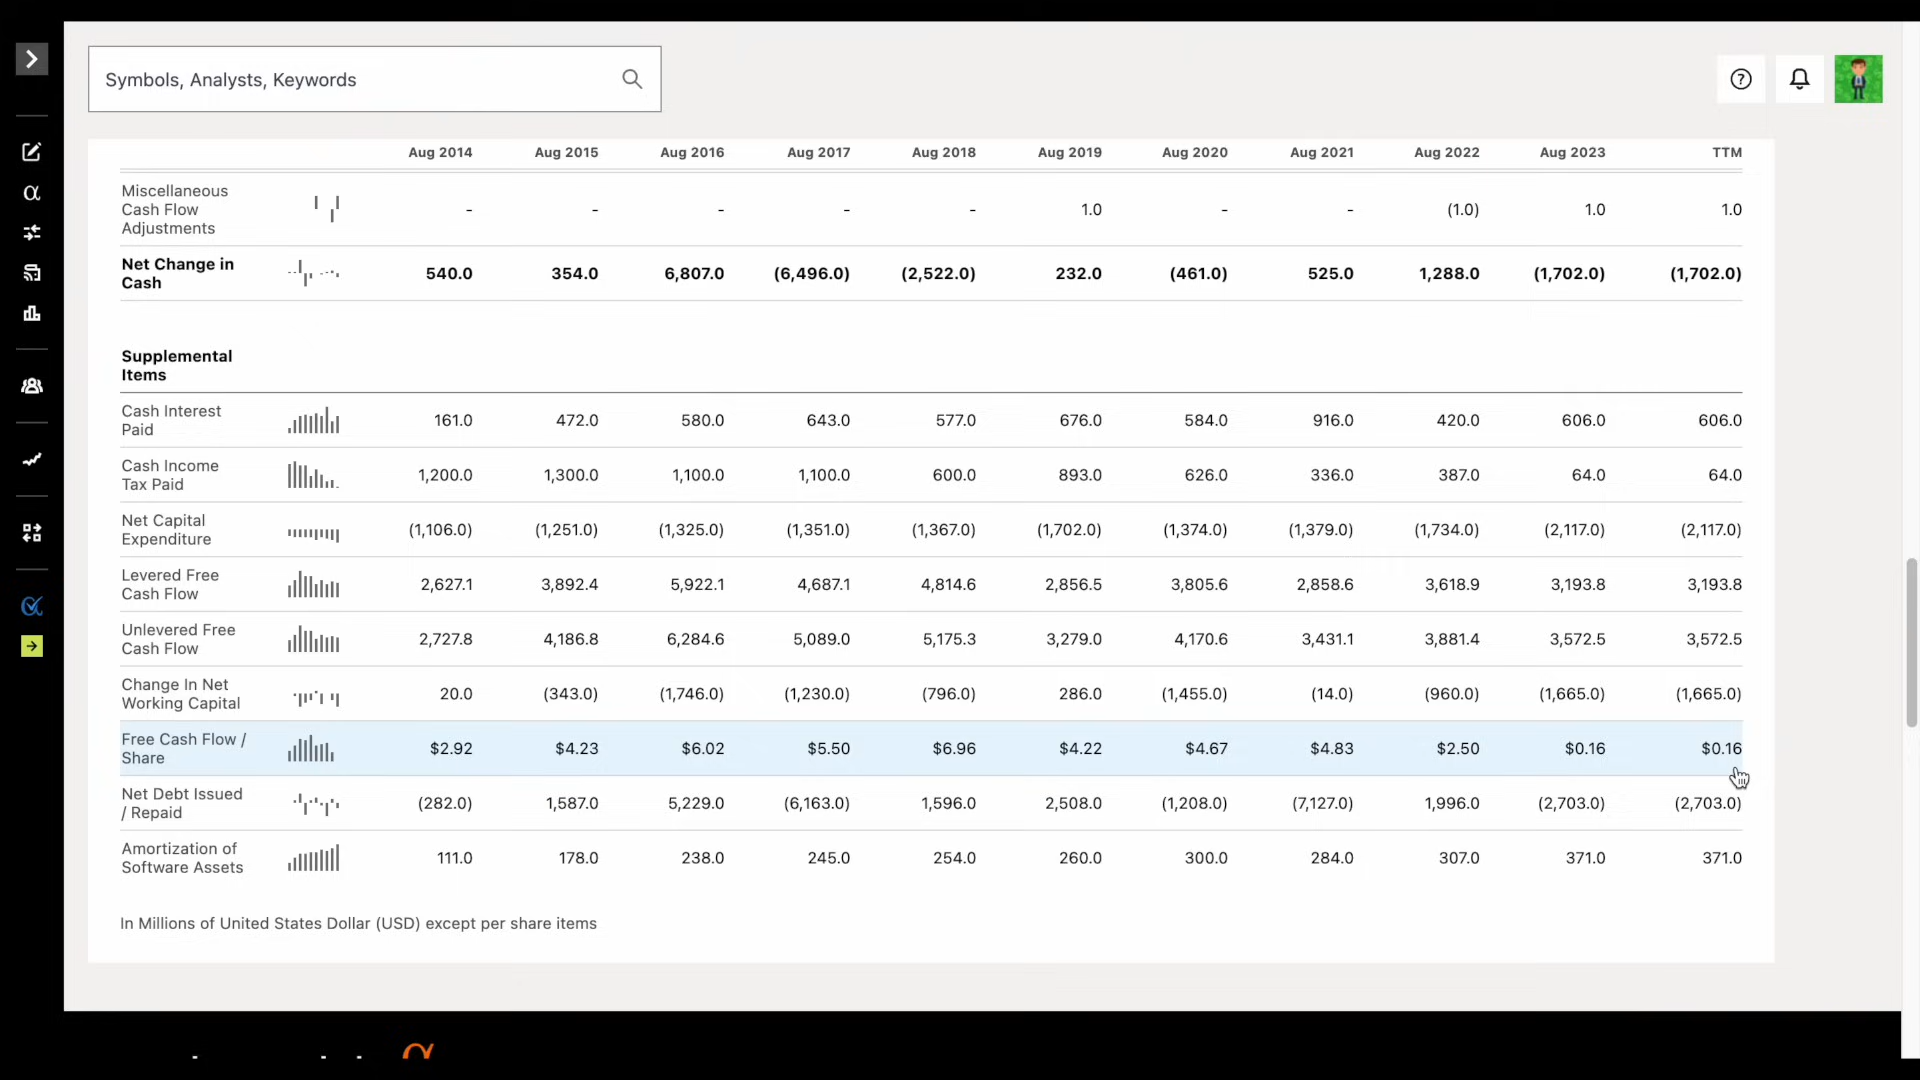 Symbols, Analysts, Keywords
Aug 2014 Aug 2015 Aug 2016 Aug 2017 Aug 2018 Aug 2019 Aug 2020 Aug 2021 Aug 2022 Aug 2023 TTM
Miscellaneous
Cash Flow - - - - - 1.0 - - (1.0) 1.0 1.0
Adjustments
Net Change in
Cash 540.0 354.0 6,807.0 (6,496.0) (2,522.0) 232.0 (461.0) 525.0 1,288.0 (1,702.0) (1,702.0)
Supplemental
Items
Cash Interest
Paid 161.0 472.0 580.0 643.0 577.0 676.0 584.0 916.0 420.0 606.0 606.0
Cash Income
Tax Paid 1,200.0 1,300.0 1,100.0 1,100.0 600.0 893.0 626.0 336.0 387.0 64.0 64.0
Net Capital
Expenditure (1,106.0) (1,251.0) (1,325.0) (1,351.0) (1,367.0) (1,702.0) (1,374.0) (1,379.0) (1,734.0) (2,117.0) (2,117.0)
Levered Free
Cash Flow 2,627.1 3,892.4 5,922.1 4,687.1 4,814.6 2,856.5 3,805.6 2,858.6 3,618.9 3,193.8 3,193.8
Unlevered Free
Cash Flow 2,727.8 4,186.8 6,284.6 5,089.0 5,175.3 3,279.0 4,170.6 3,431.1 3,881.4 3,572.5 3,572.5
Change In Net
Working Capital 20.0 (343.0) (1,746.0) (1,230.0) (796.0) 286.0 (1,455.0) (14.0) (960.0) (1,665.0) (1,665.0)
Free Cash Flow /
Share $2.92 $4.23 $6.02 $5.50 $6.96 $4.22 $4.67 $4.83 $2.50 $0.16 $0.16
Net Debt Issued
/ Repaid (282.0) 1,587.0 5,229.0 (6,163.0) 1,596.0 2,508.0 (1,208.0) (7,127.0) 1,996.0 (2,703.0) (2,703.0)
Amortization of
Software Assets 111.0 178.0 238.0 245.0 254.0 260.0 300.0 284.0 307.0 371.0 371.0
In Millions of United States Dollar (USD) except per share items